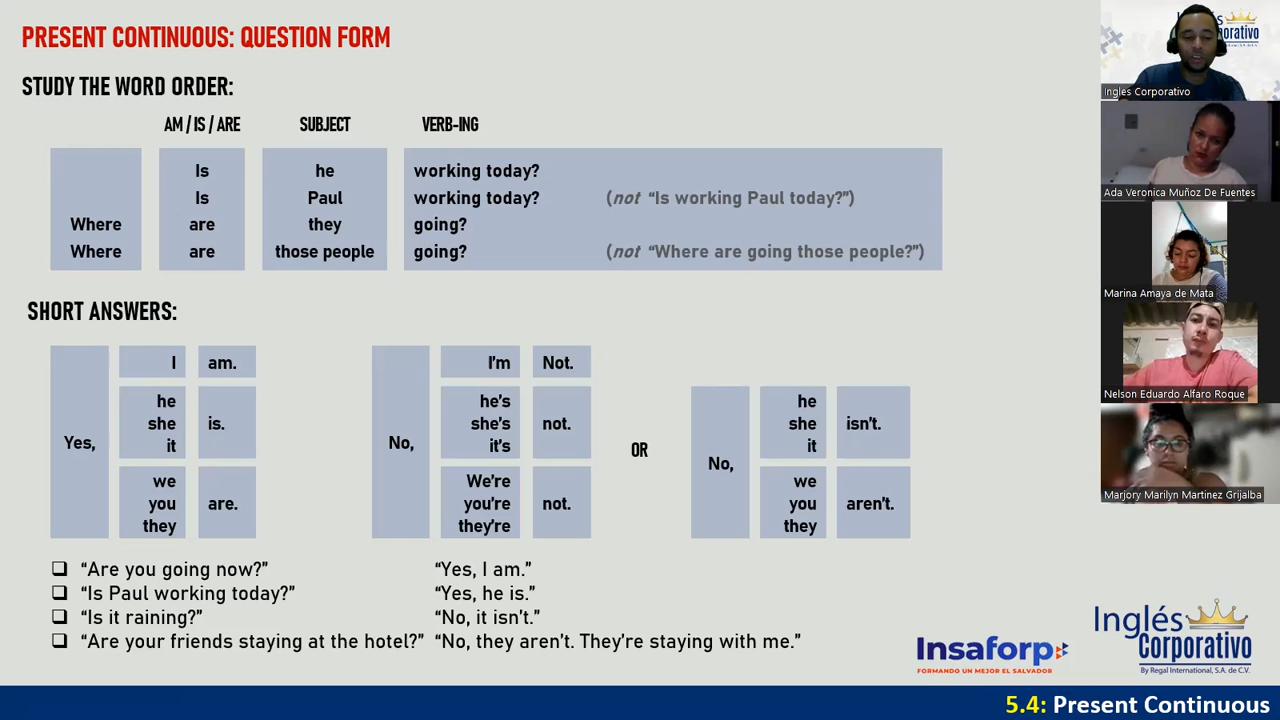 PRESENT CONTINUOUS: QUESTION FORM
STUDY THE WORD ORDER:
AM / IS / ARE SUBJECT VERB-ING
Is he working today?
Is Paul working today? (not “Is working Paul today?”)
Where are they going?
Where are those people going? (not “Where are going those people?”)
SHORT ANSWERS:
Yes,
I am.
he
she is.
it
we
you are.
they
No,
I’m Not.
he’s
she’s not.
it’s
We’re
you’re not.
they’re
OR
No,
he
she isn’t.
it
we
you aren’t.
they
“Are you going now?” “Yes, I am.”
“Is Paul working today?” “Yes, he is.”
“Is it raining?” “No, it isn’t.”
“Are your friends staying at the hotel?” “No, they aren’t. They’re staying with me.”
Insaforp
FORMANDO UN MEJOR EL SALVADOR
Inglés
Corporativo
By Regal International, S.A. de C.V.
5.4: Present Continuous
Ingles Corporativo
Ada Veronica Muñoz De Fuentes
Marina Amaya de Mata
Nelson Eduardo Alfaro Roque
Marjory Marilyn Martinez Grijalba